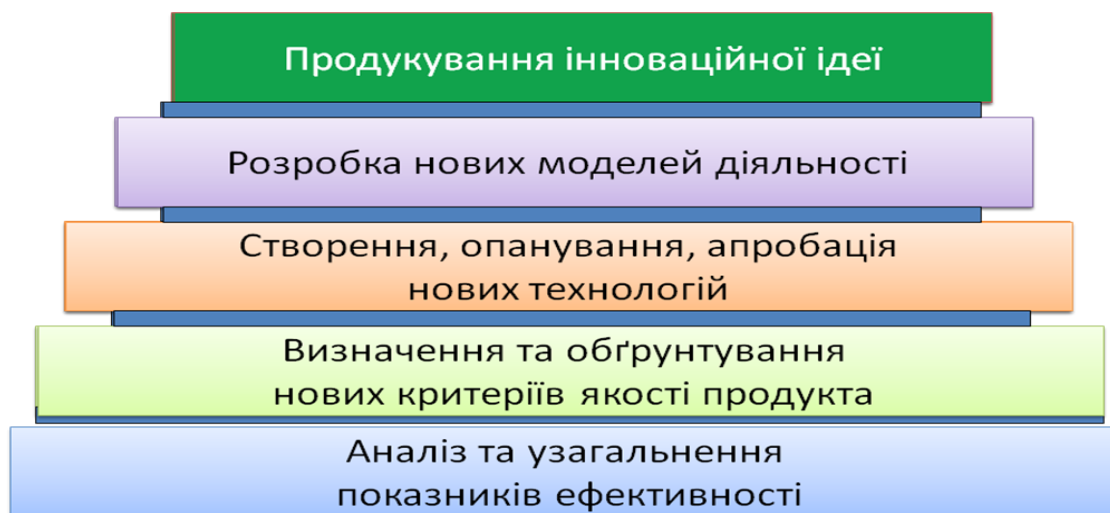 Продукування інноваційної ідеї
Розробка нових моделей діяльності
Створення, опанування, апробація
нових технологій
Визначення та обґрунтування
нових критеріїв якості продукта
Аналіз та узагальнення
показників ефективності